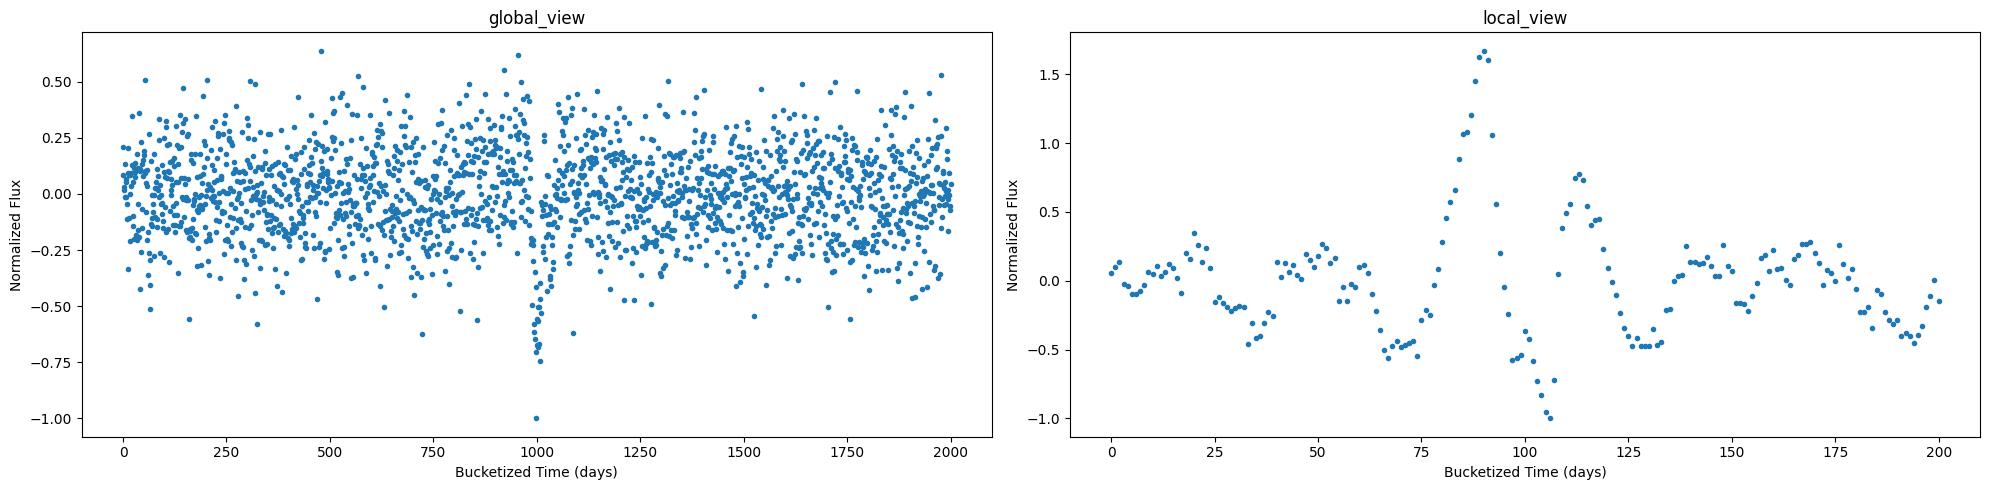 global_view
local_view
0.50
0.25
0.00
−0.25
−0.50
−0.75
−1.00
Normalized Flux
0 250 500 750 1000 1250 1500 1750 2000
Bucketized Time (days)
1.5
1.0
0.5
0.0
−0.5
−1.0
Normalized Flux
0 25 50 75 100 125 150 175 200
Bucketized Time (days)